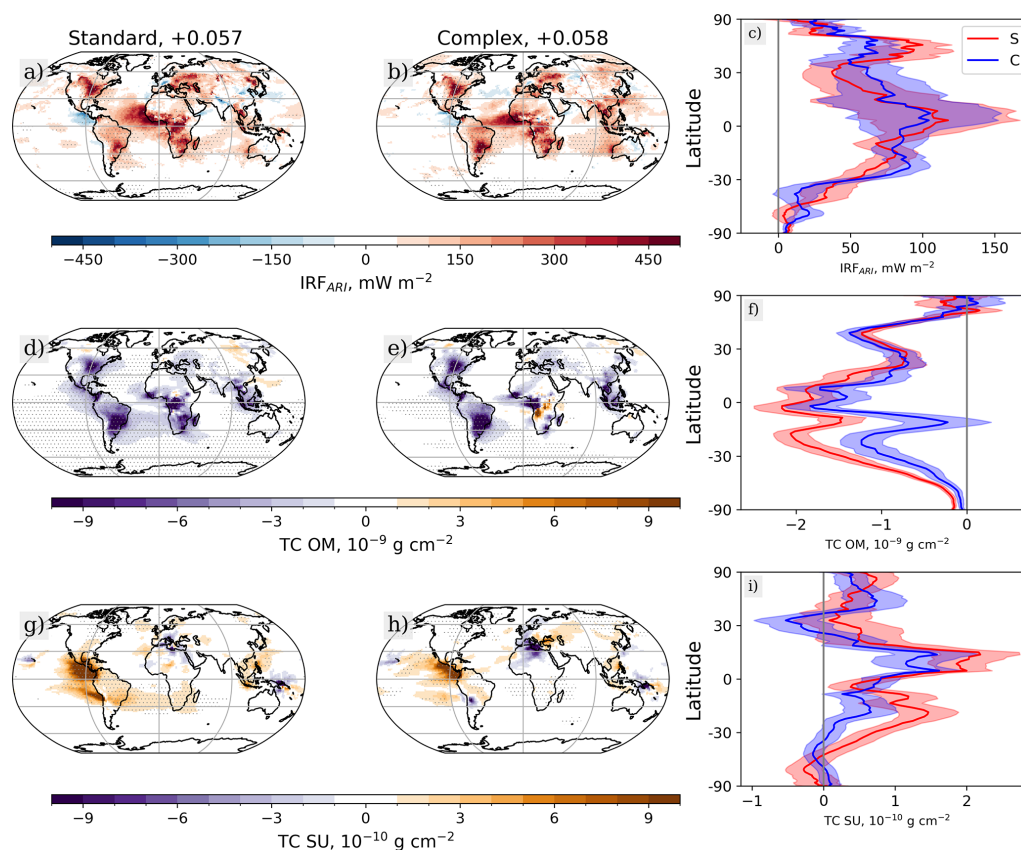 Standard, +0.057
Complex, +0.058
a)
b)
−450 −300 −150 0 150 300 450
IRF_ARI, mW m⁻²
c)
S
C
90
30
0
-30
-90
Latitude
0 50 100 150
IRF_ARI, mW m⁻²
d)
e)
−9 −6 −3 0 3 6 9
TC OM, 10⁻⁹ g cm⁻²
f)
90
30
0
-30
-90
Latitude
−2 −1 0
TC OM, 10⁻⁹ g cm⁻²
g)
h)
−9 −6 −3 0 3 6 9
TC SU, 10⁻¹⁰ g cm⁻²
i)
90
30
0
-30
-90
Latitude
−1 0 1 2
TC SU, 10⁻¹⁰ g cm⁻²